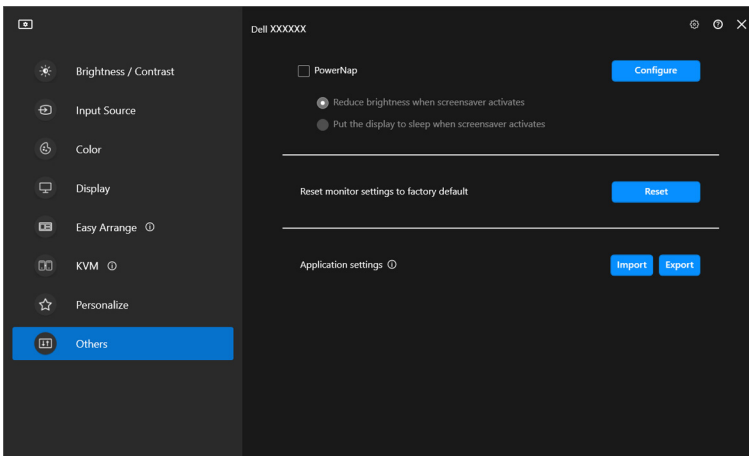 Dell XXXXXX
Brightness / Contrast
Input Source
Color
Display
Easy Arrange
KVM
Personalize
Others
PowerNap
Configure
Reduce brightness when screensaver activates
Put the display to sleep when screensaver activates
Reset monitor settings to factory default
Reset
Application settings
Import
Export